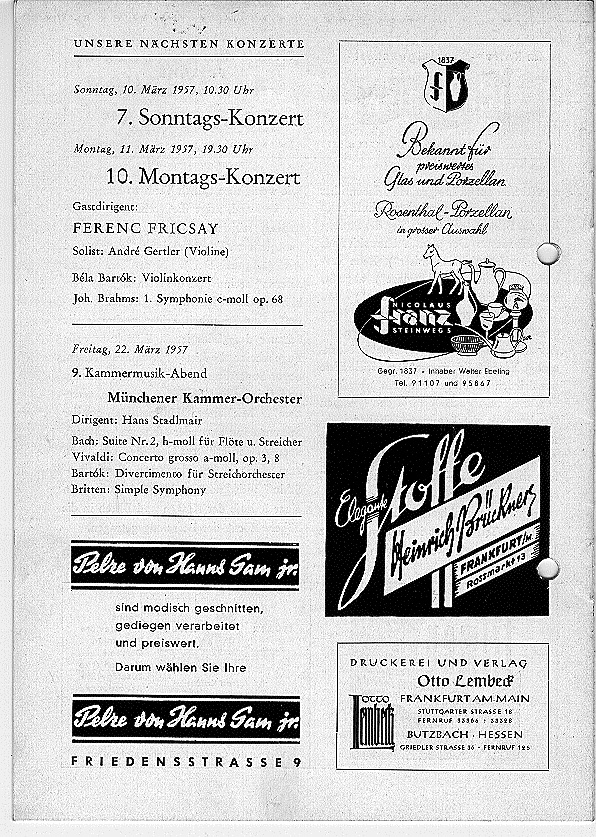 UNSERE NÄCHSTEN KONZERTE
Sonntag, 10. März 1957, 10.30 Uhr
7. Sonntags-Konzert
Montag, 11. März 1957, 19.30 Uhr
10. Montags-Konzert
Gastdirigent:
FERENC FRICSAY
Solist: André Gertler (Violine)
Béla Bartók: Violinkonzert
Joh. Brahms: 1. Symphonie c-moll op. 68
Freitag, 22. März 1957
9. Kammermusik-Abend
Münchener Kammer-Orchester
Dirigent: Hans Stadlmair
Bach: Suite Nr. 2, h-moll für Flöte u. Streicher
Vivaldi: Concerto grosso a-moll, op. 3, 8
Bartók: Divertimento für Streichorchester
Britten: Simple Symphony
Pelze von Hanns Sam jr.
sind modisch geschnitten,
gediegen verarbeitet
und preiswert.
Darum wählen Sie Ihre
Pelze von Hanns Sam jr.
FRIEDENSSTRASSE 9
1837
f
Bekannt für
preiswertes
Glas und Porzellan
Rosenthal-Porzellan
in grosser Auswahl
NICOLAUS
franz
STEINWEG 5
Gegr. 1837 • Inhaber Walter Ebeling
Tel. 91107 und 95867
Elegante Stoffe
Heinrich Brückner
FRANKFURT/M.
Rossmarkt 13
DRUCKEREI UND VERLAG
Otto Lembeck
OTTO
Lembeck
FRANKFURT AM MAIN
STUTTGARTER STRASSE 18
FERNRUF
BUTZBACH · HESSEN
GRIEDLER STRASSE 36 · FERNRUF 125